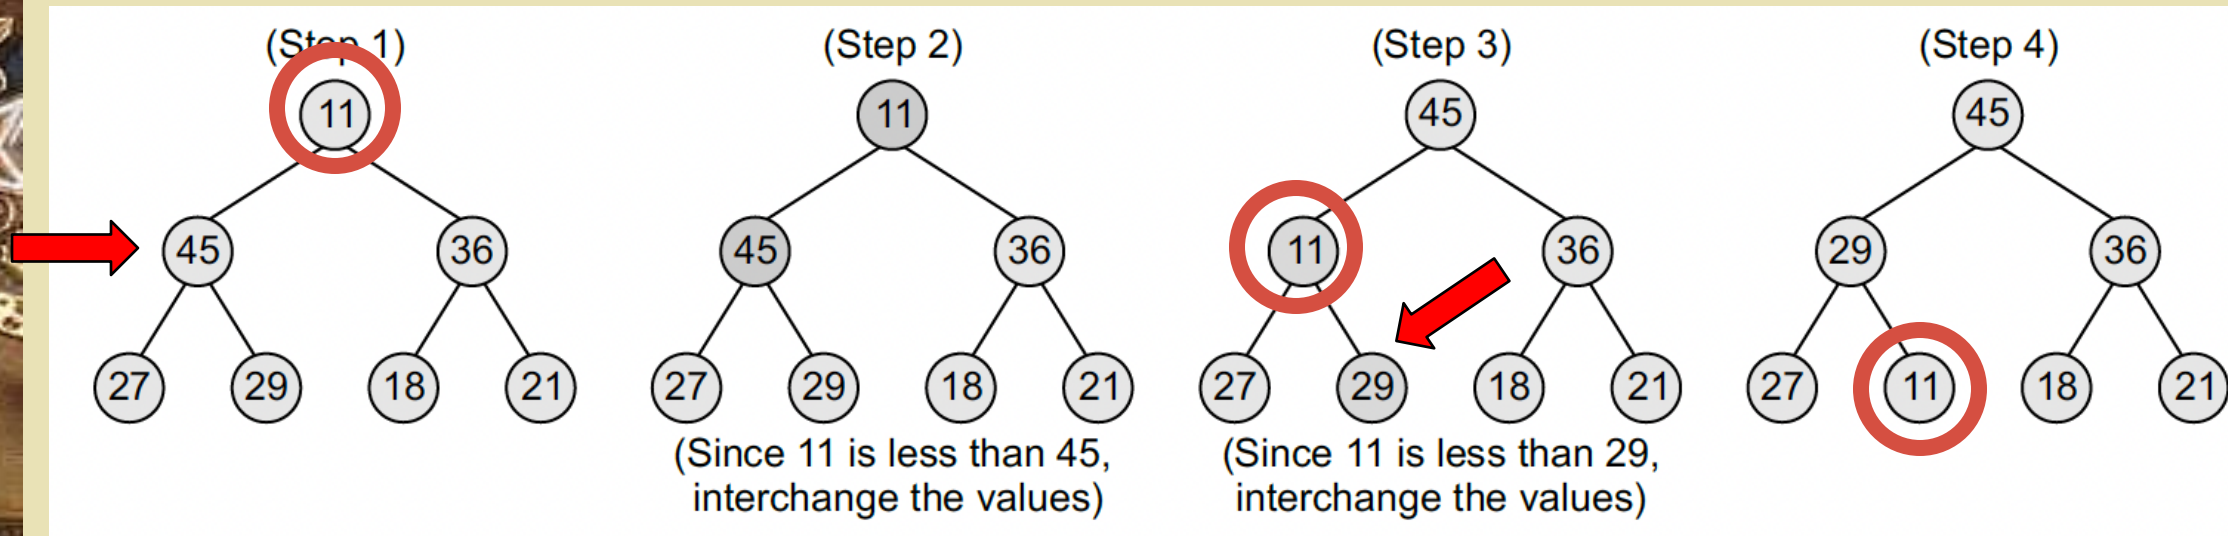 (Step 1)
11
45 36
27 29 18 21
(Step 2)
11
45 36
27 29 18 21
(Since 11 is less than 45,
interchange the values)
(Step 3)
45
11 36
27 29 18 21
(Since 11 is less than 29,
interchange the values)
(Step 4)
45
29 36
27 11 18 21